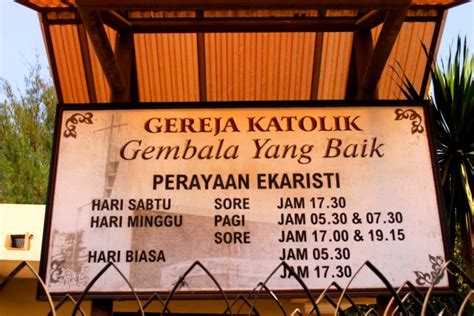 GEREJA KATOLIK
Gembala Yang Baik
PERAYAAN EKARISTI
HARI SABTU SORE JAM 17.30
HARI MINGGU PAGI JAM 05.30 & 07.30
SORE JAM 17.00 & 19.15
HARI BIASA JAM 05.30
JAM 17.30